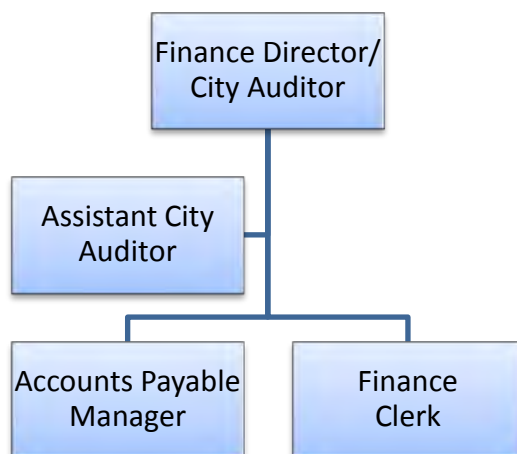 Finance Director/
City Auditor
Assistant City
Auditor
Accounts Payable
Manager
Finance
Clerk